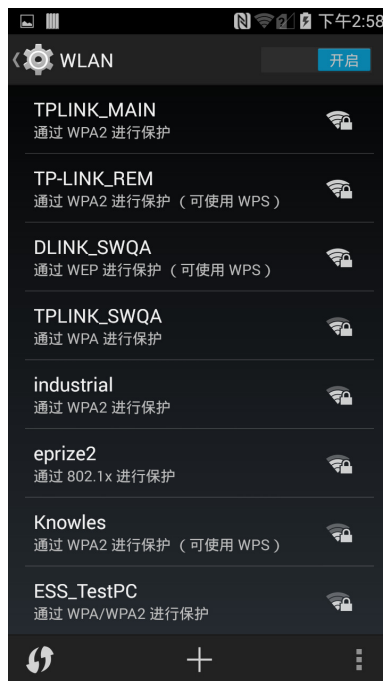 下午2:58
WLAN
开启
TPLINK_MAIN
通过 WPA2 进行保护
TP-LINK_REM
通过 WPA2 进行保护 （可使用 WPS）
DLINK_SWQA
通过 WEP 进行保护 （可使用 WPS）
TPLINK_SWQA
通过 WPA 进行保护
industrial
通过 WPA2 进行保护
eprize2
通过 802.1x 进行保护
Knowles
通过 WPA2 进行保护 （可使用 WPS）
ESS_TestPC
通过 WPA/WPA2 进行保护